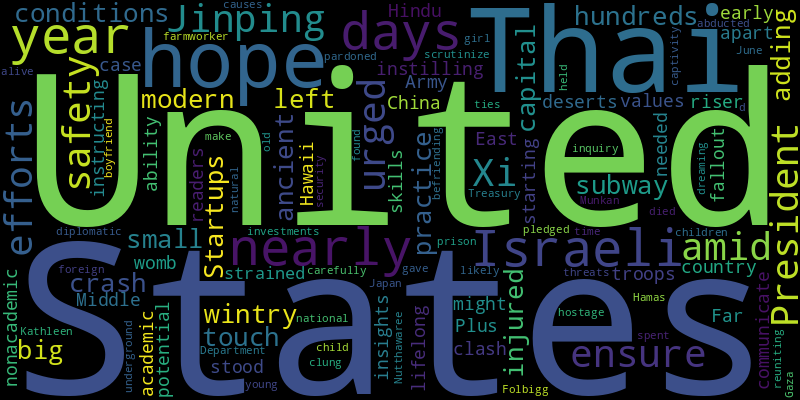 conditions
Jinping
causes
Hindu
hundreds
early
year
farmworker
hope
days
girl
Thai
abducted
apart
adding
pardoned
scrutinize
June
alive
case
safety
instructing
boyfriend
modern
left
urged
instilling
Army
China
capital
deserts
values
riser
d
captivity
held
efforts
United
ability
make
old
readers
ancient
Hawaii
security
found
skills
practice
befriending
ties
East
starting
inquiry
needed
fallout
dreaming
natural
Startups
Xi
Treasury
subway
Munkan
died
President
diplomatic
small
investments
nearly
prison
pledged
time
children
Israeli
amid
womb
foreign
strained
carefully
gave
likely
threats
troops
country
States
crash
Middle
nonacademic
Kathleen
big
underground
academic
potential
wintry
national
touch
Department
child
clung
stood
young
insights
Japan
Nutthawaree
lifelong
might
Plus
clash
injured
Folbigg
hostage
Hamas
ensure
spent
Far
communicate
reuniting
Gaza